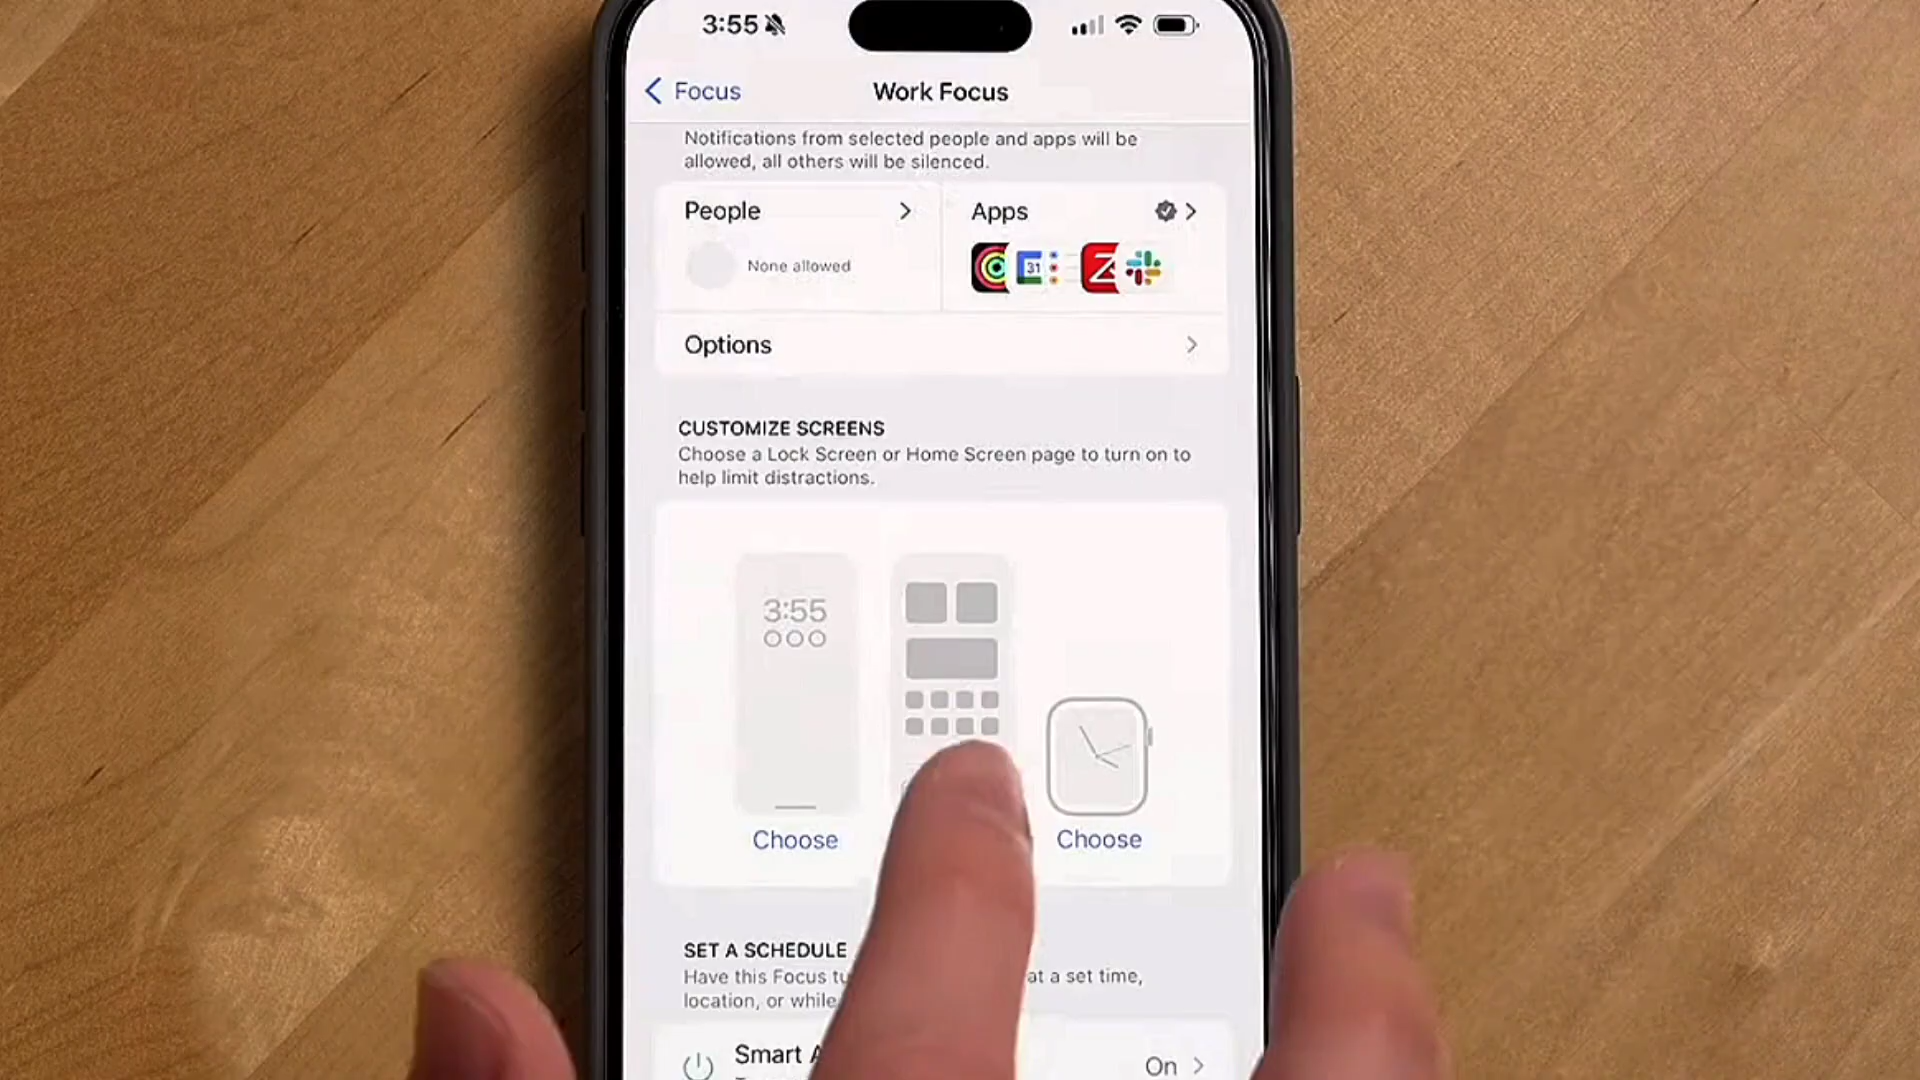 3:55
Focus
Work Focus
Notifications from selected people and apps will be
allowed, all others will be silenced.
People
Apps
None allowed
31
Z
Options
CUSTOMIZE SCREENS
Choose a Lock Screen or Home Screen page to turn on to
help limit distractions.
3:55
Choose
Choose
SET A SCHEDULE
Have this Focus tu
at a set time,
location, or while
Smart A
On